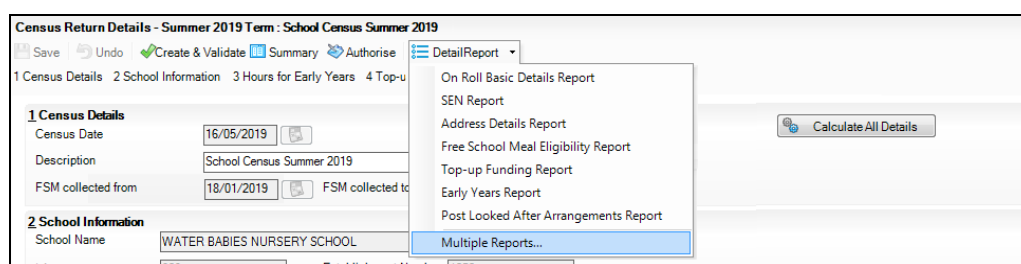 Census Return Details - Summer 2019 Term : School Census Summer 2019
Save Undo Create & Validate Summary Authorise DetailReport
1 Census Details 2 School Information 3 Hours for Early Years 4 Top-u
On Roll Basic Details Report
SEN Report
Address Details Report
Free School Meal Eligibility Report
Top-up Funding Report
Early Years Report
Post Looked After Arrangements Report
Multiple Reports...
1 Census Details
Census Date 16/05/2019
Calculate All Details
Description School Census Summer 2019
FSM collected from 18/01/2019 FSM collected to
2 School Information
School Name WATER BABIES NURSERY SCHOOL